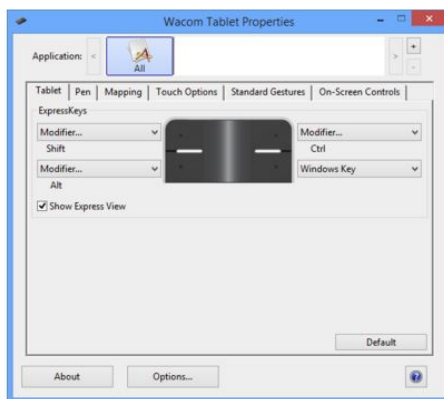 Wacom Tablet Properties
Application:
All
Tablet Pen Mapping Touch Options Standard Gestures On-Screen Controls
ExpressKeys
Modifier... Modifier...
Shift Ctrl
Modifier... Windows Key
Alt
Show Express View
Default
About Options...